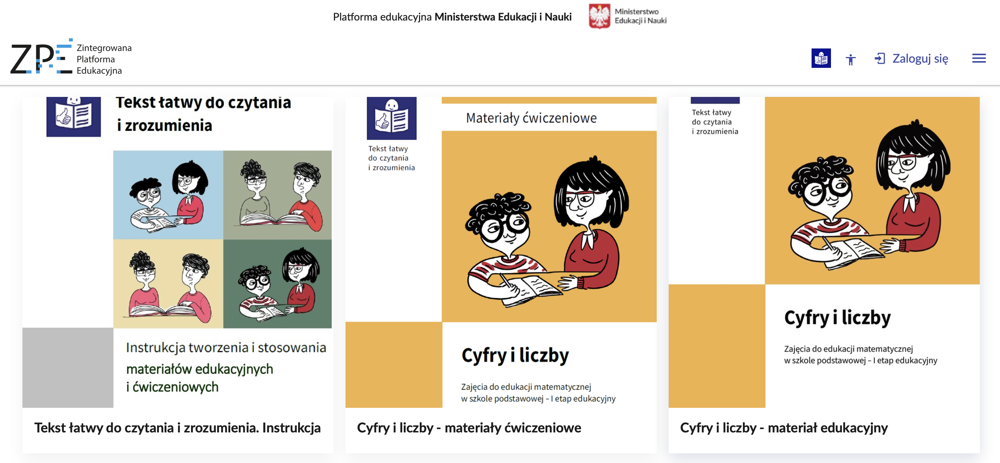 Platforma edukacyjna Ministerstwa Edukacji i Nauki
Ministerstwo
Edukacji i Nauki
ZPE
Zintegrowana
Platforma
Edukacyjna
Zaloguj się
Tekst łatwy do czytania
i zrozumienia
Instrukcja tworzenia i stosowania
materiałów edukacyjnych
i ćwiczeniowych
Tekst łatwy do czytania i zrozumienia. Instrukcja
Materiały ćwiczeniowe
Tekst łatwy
do czytania
i zrozumienia
Cyfry i liczby
Zajęcia do edukacji matematycznej
w szkole podstawowej – I etap edukacyjny
Cyfry i liczby - materiały ćwiczeniowe
Tekst łatwy
do czytania
i zrozumienia
Cyfry i liczby
Zajęcia do edukacji matematycznej
w szkole podstawowej – I etap edukacyjny
Cyfry i liczby - materiał edukacyjny